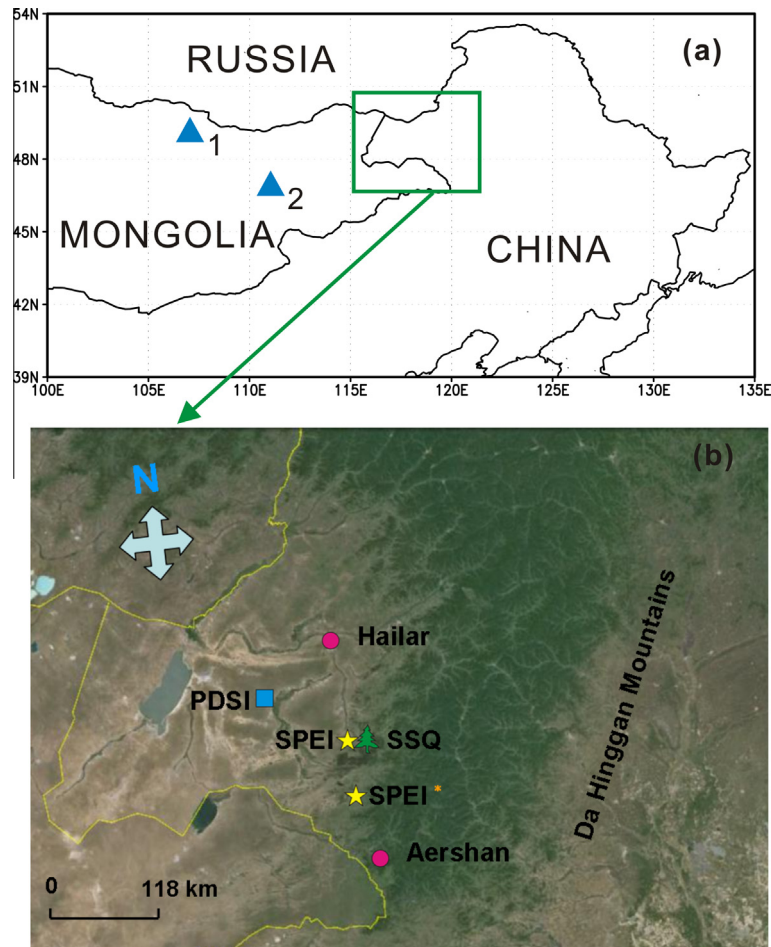 54N
RUSSIA
(a)
51N
1
48N
2
MONGOLIA
45N
CHINA
42N
39N
100E 105E 110E 115E 120E 125E 130E 135E
(b)
N
Hailar
PDSI
SPEI SSQ
SPEI *
Aershan
Da Hinggan Mountains
0 118 km